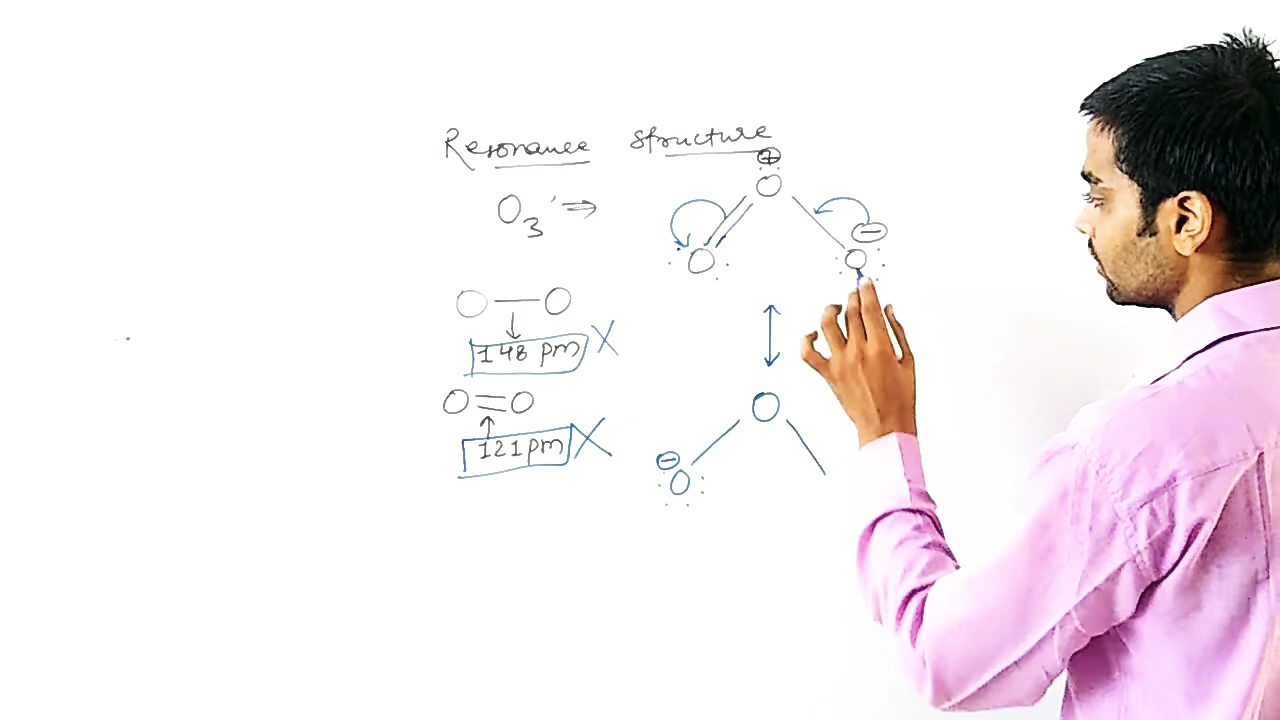 Resonance structure
⊕
O3 ⇒
O
⊖
O
O
O — O
148 pm X
O = O
O
121 pm X
⊖
O